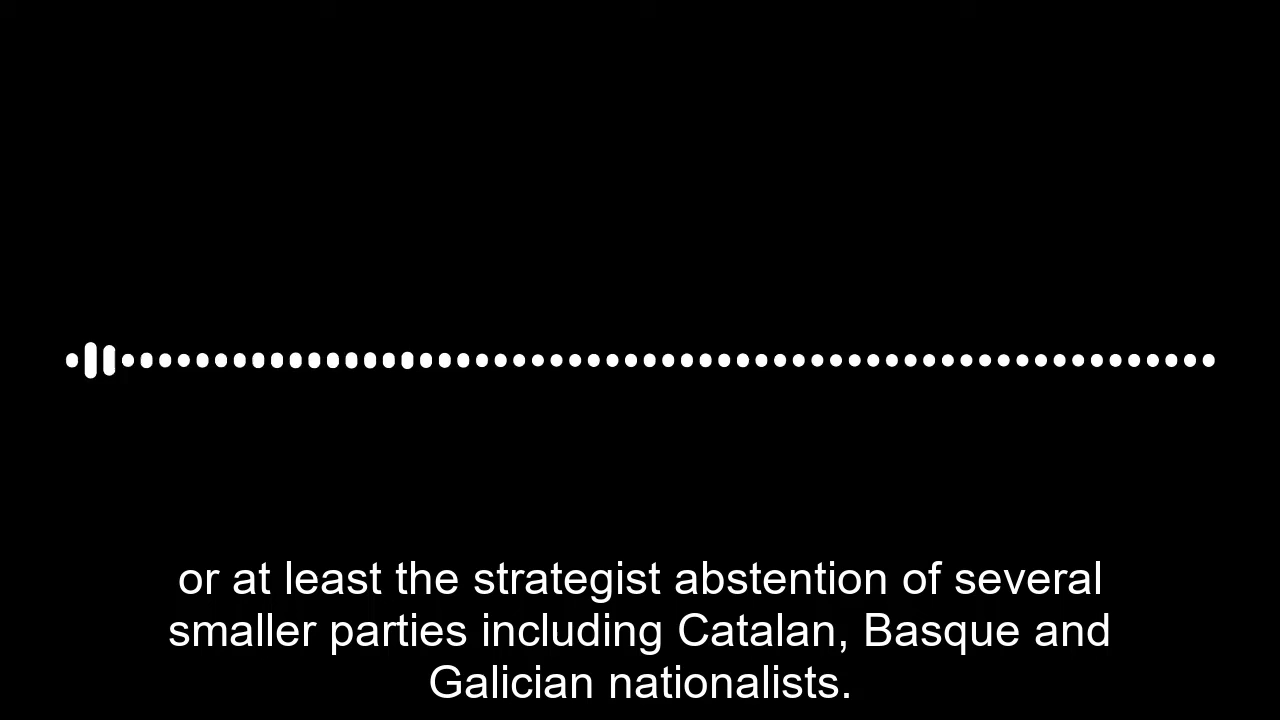 or at least the strategist abstention of several
smaller parties including Catalan, Basque and
Galician nationalists.